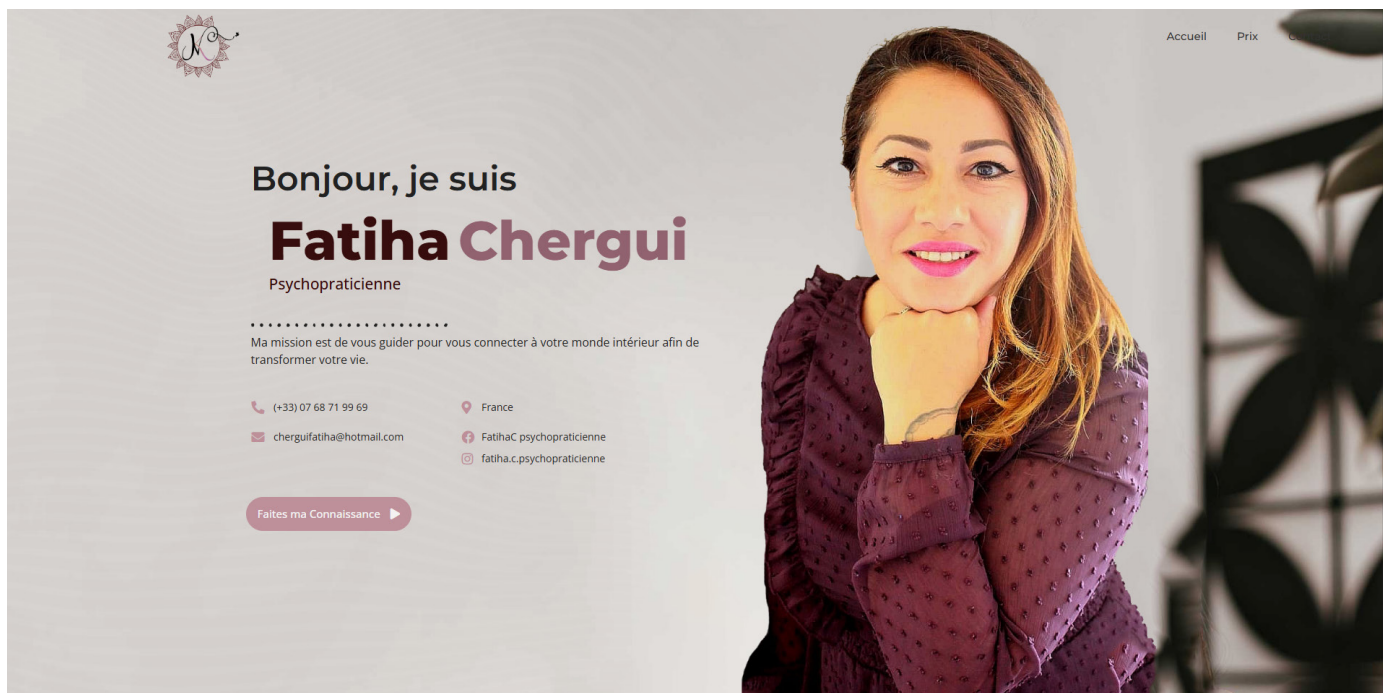 Accueil Prix
Bonjour, je suis
Fatiha Chergui
Psychopraticienne
Ma mission est de vous guider pour vous connecter à votre monde intérieur afin de
transformer votre vie.
(+33) 07 68 71 99 69
France
cherguifatiha@hotmail.com
FatihaC psychopraticienne
fatiha.c.psychopraticienne
Faites ma Connaissance